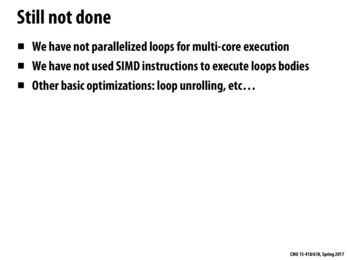 Still not done
■ We have not parallelized loops for multi-core execution
■ We have not used SIMD instructions to execute loops bodies
■ Other basic optimizations: loop unrolling, etc…
CMU 15-418/618, Spring 2017